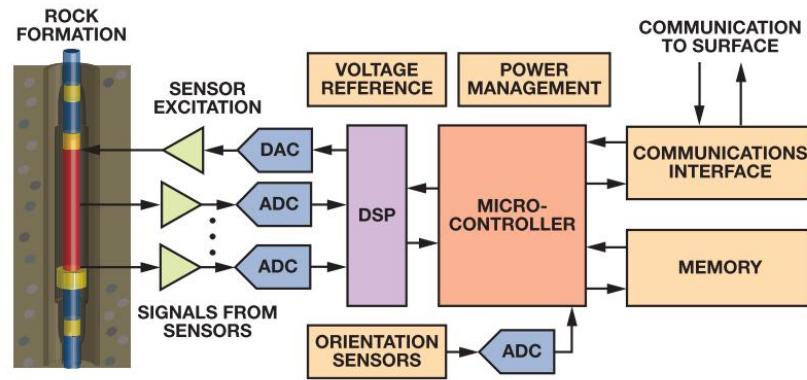 ROCK
FORMATION
SENSOR
EXCITATION
VOLTAGE
REFERENCE
POWER
MANAGEMENT
COMMUNICATION
TO SURFACE
DAC
ADC
ADC
DSP
MICRO-
CONTROLLER
COMMUNICATIONS
INTERFACE
MEMORY
SIGNALS FROM
SENSORS
ORIENTATION
SENSORS
ADC